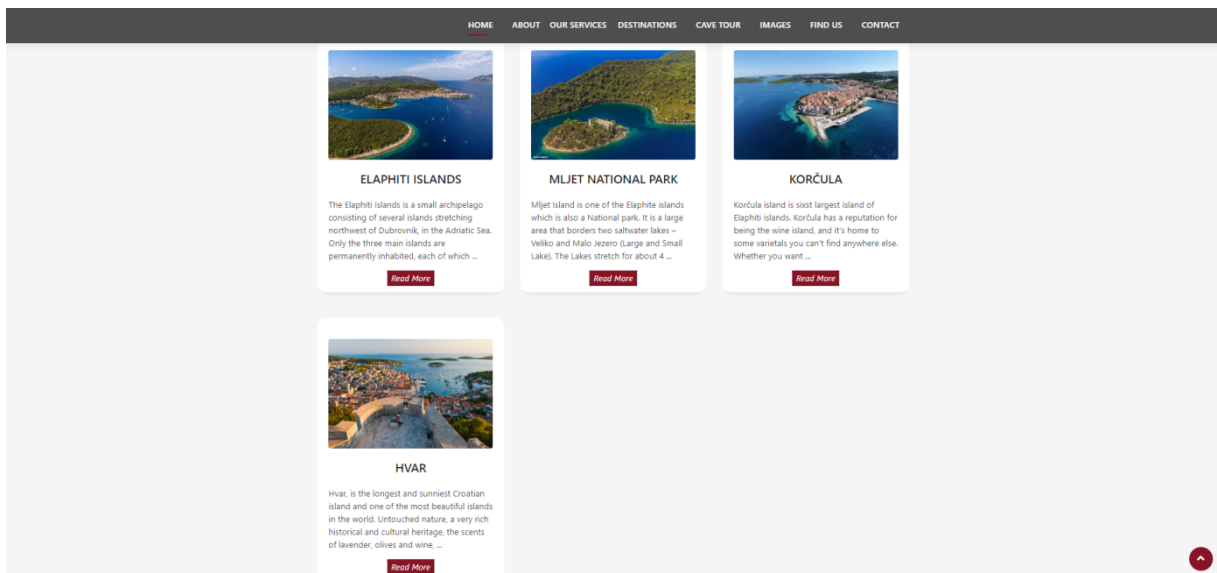 HOME ABOUT OUR SERVICES DESTINATIONS CAVE TOUR IMAGES FIND US CONTACT
ELAPHITI ISLANDS
The Elaphiti Islands is a small archipelago
consisting of several islands stretching
northwest of Dubrovnik, in the Adriatic Sea.
Only the three main islands are
permanently inhabited, each of which ...
Read More
MLJET NATIONAL PARK
Mljet Island is one of the Elaphite islands
which is also a National park. It is a large
area that borders two saltwater lakes –
Veliko and Malo Jezero (Large and Small
Lake). The Lakes stretch for about 4 ...
Read More
KORČULA
Korčula island is sixst largest island of
Elaphiti islands. Korčula has a reputation for
being the wine island, and it's home to
some varietals you can't find anywhere else.
Whether you want ...
Read More
HVAR
Hvar, is the longest and sunniest Croatian
island and one of the most beautiful islands
in the world. Untouched nature, a very rich
historical and cultural heritage, the scents
of lavender, olives and wine, ...
Read More